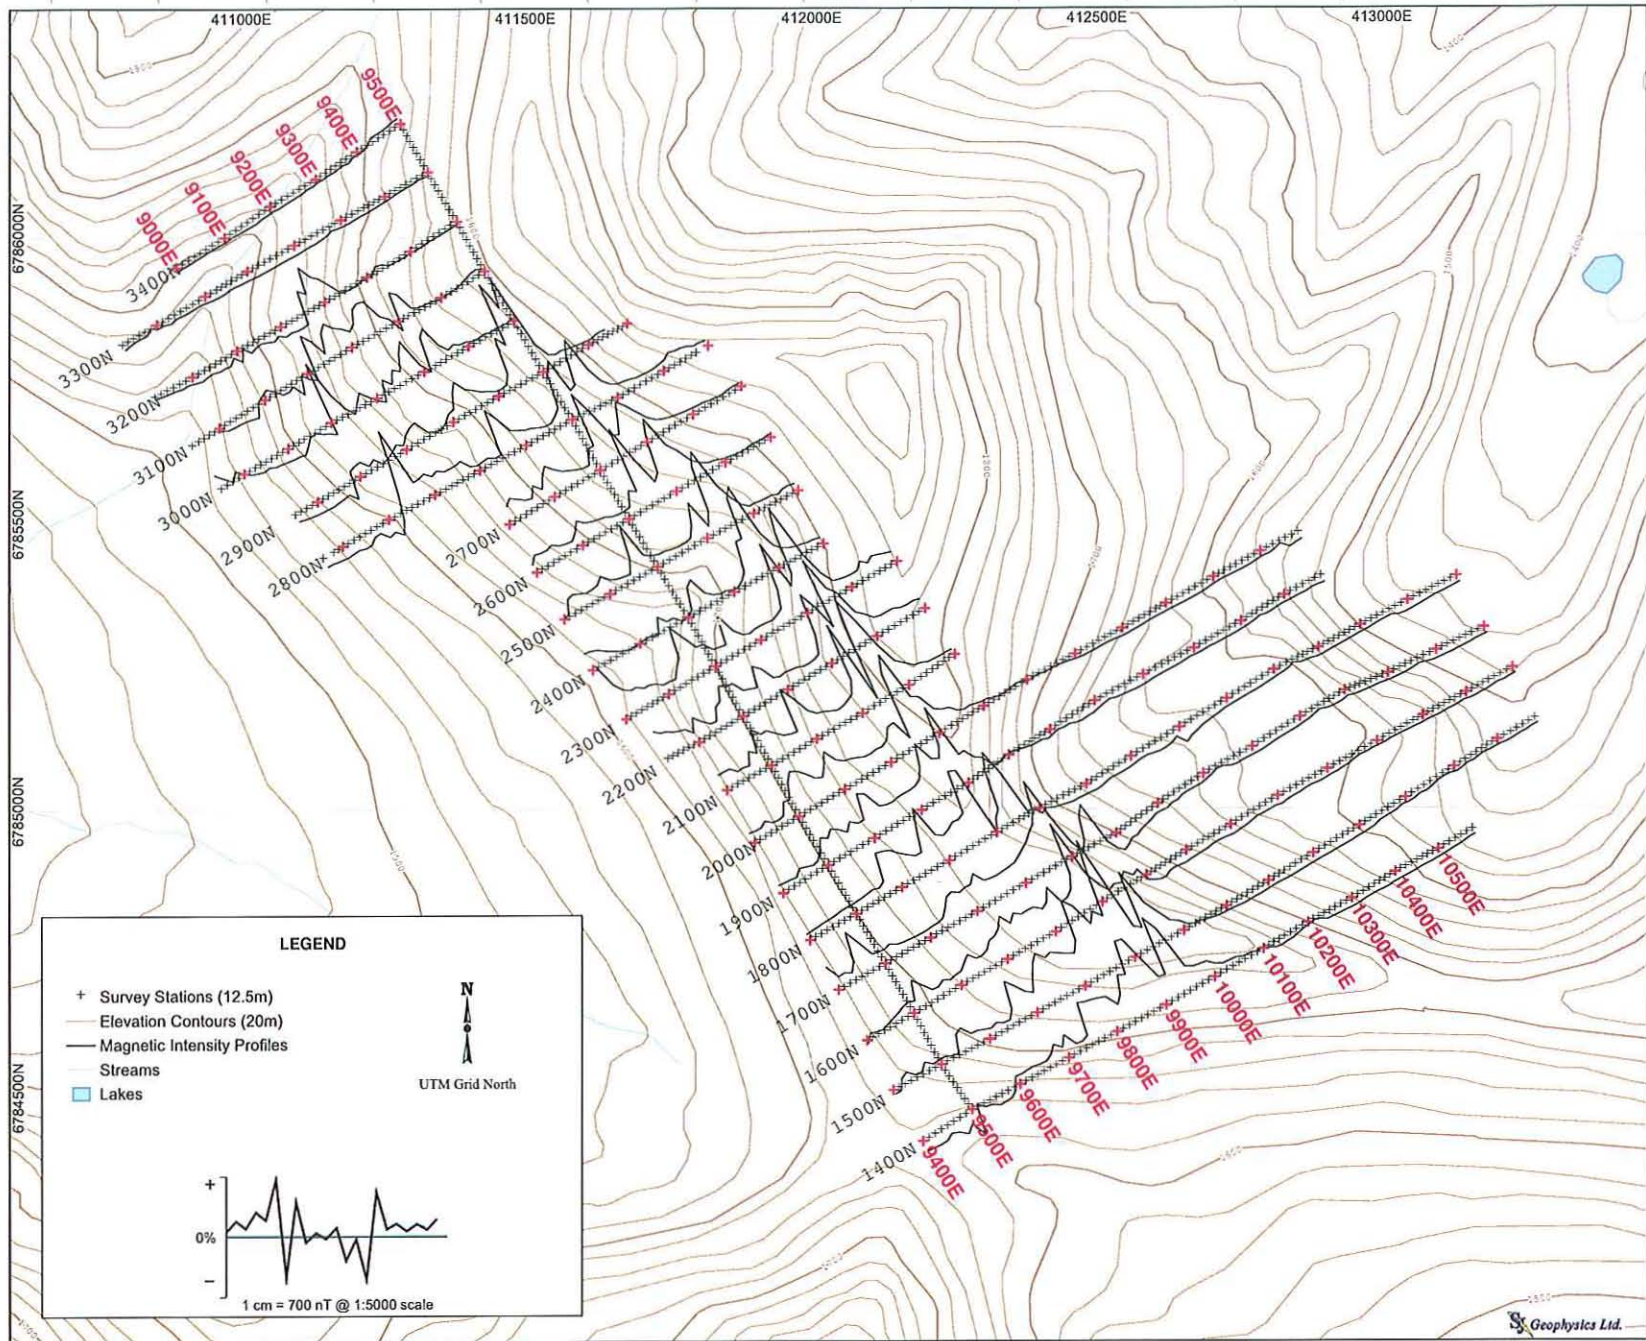 411000E
411500E
412000E
412500E
413000E
6786000N
6785500N
6785000N
6784500N
9500E
9400E
9300E
9200E
9100E
9000E
3400N
3300N
3200N
3100N
3000N
2900N
2800N
2700N
2600N
2500N
2400N
2300N
2200N
2100N
2000N
1900N
1800N
1700N
1600N
1500N
1400N
9400E
9500E
9600E
9700E
9800E
9900E
10000E
10100E
10200E
10300E
10400E
10500E
LEGEND
+ Survey Stations (12.5m)
Elevation Contours (20m)
Magnetic Intensity Profiles
Streams
Lakes
N
UTM Grid North
+
0%
–
1 cm = 700 nT @ 1:5000 scale
Geophysics Ltd.